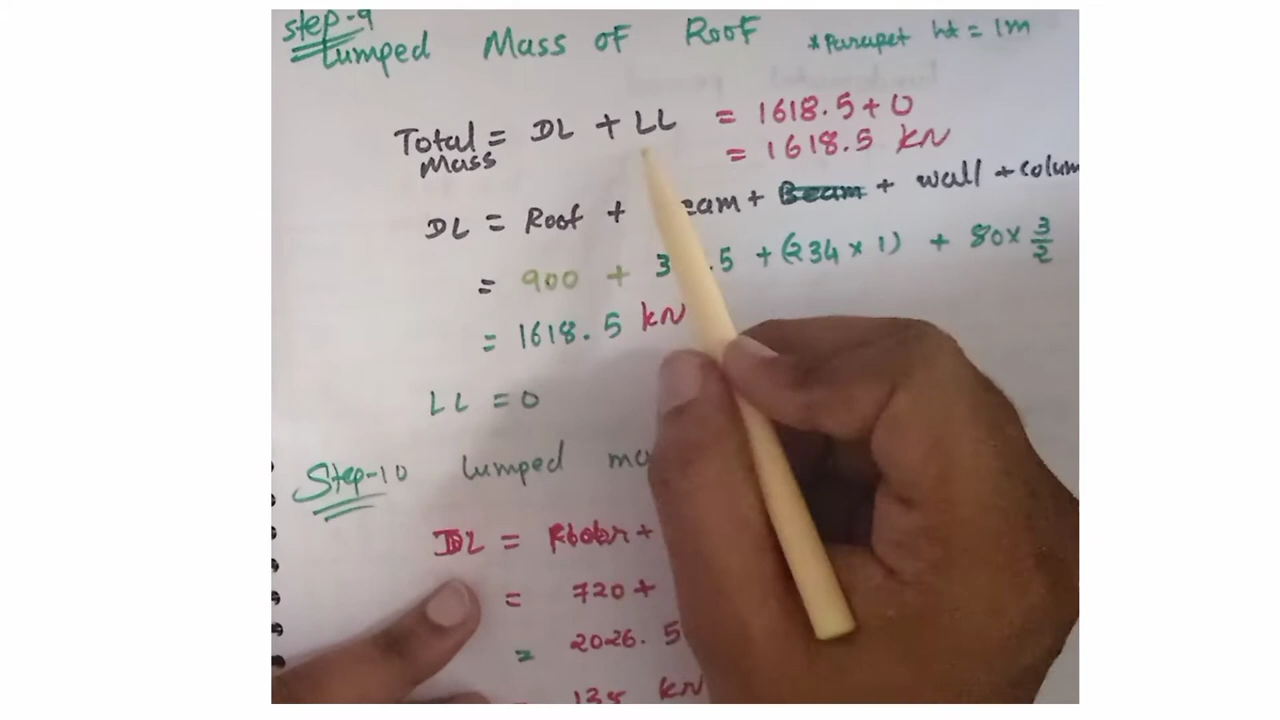 Step-9
Lumped Mass of Roof *Parapet ht = 1m
Total Mass = DL + LL = 1618.5 + 0
= 1618.5 kN
DL = Roof + eam + Beam + wall + colum
= 900 + 3 .5 + (234 × 1) + 80 × 3/2
= 1618.5 kN
LL = 0
Step-10 lumped ma
DL = +
= 720 +
= 2026.5
= 135 kN